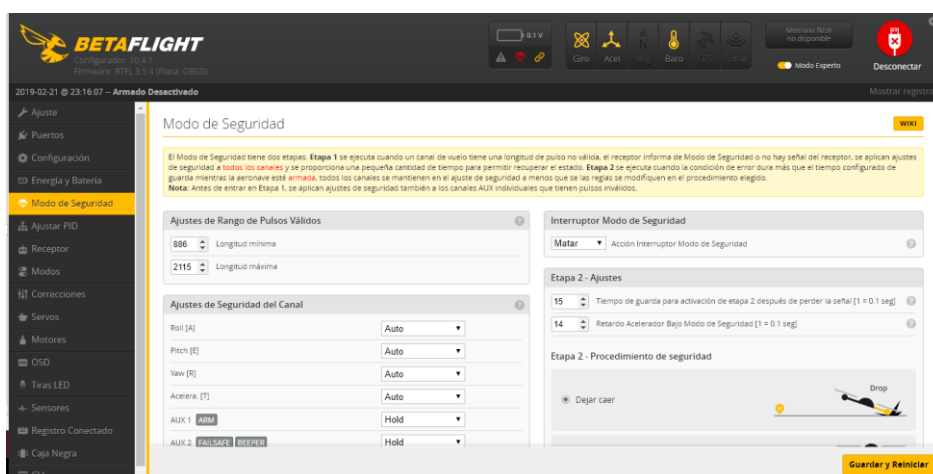 BETAFLIGHT
Configurador: 10.4.1
Firmware: BTFL 3.5.4 (Placa: OBSD)
0.1 V
Giro
Acel
Mag
Baro
GPS
Sonar
Memoria flash
no disponible
Modo Experto
Desconectar
2019-02-21 @ 23:16:07 -- Armado Desactivado
Mostrar registro
Ajuste
Puertos
Configuración
Energía y Batería
Modo de Seguridad
Ajustar PID
Receptor
Modos
Correcciones
Servos
Motores
OSD
Tiras LED
Sensores
Registro Conectado
Caja Negra
Modo de Seguridad
WIKI
El Modo de Seguridad tiene dos etapas. Etapa 1 se ejecuta cuando un canal de vuelo tiene una longitud de pulso no válida, el receptor informa de Modo de Seguridad o no hay señal del receptor, se aplican ajustes
de seguridad a todos los canales y se proporciona una pequeña cantidad de tiempo para permitir recuperar el estado. Etapa 2 se ejecuta cuando la condición de error dura más que el tiempo configurado de
guarda mientras la aeronave esté armada, todos los canales se mantienen en el ajuste de seguridad a menos que se las reglas se modifiquen en el procedimiento elegido.
Nota: Antes de entrar en Etapa 1, se aplican ajustes de seguridad también a los canales AUX individuales que tienen pulsos inválidos.
Ajustes de Rango de Pulsos Válidos
886 Longitud mínima
2115 Longitud máxima
Ajustes de Seguridad del Canal
Roll [A] Auto
Pitch [E] Auto
Yaw [R] Auto
Acelera. [T] Auto
AUX 1 ARM Hold
AUX 2 FAILSAFE BEEPER Hold
Interruptor Modo de Seguridad
Matar Acción Interruptor Modo de Seguridad
Etapa 2 - Ajustes
15 Tiempo de guarda para activación de etapa 2 después de perder la señal [1 = 0.1 seg]
14 Retardo Acelerador Bajo Modo de Seguridad [1 = 0.1 seg]
Etapa 2 - Procedimiento de seguridad
Dejar caer
Drop
Guardar y Reiniciar